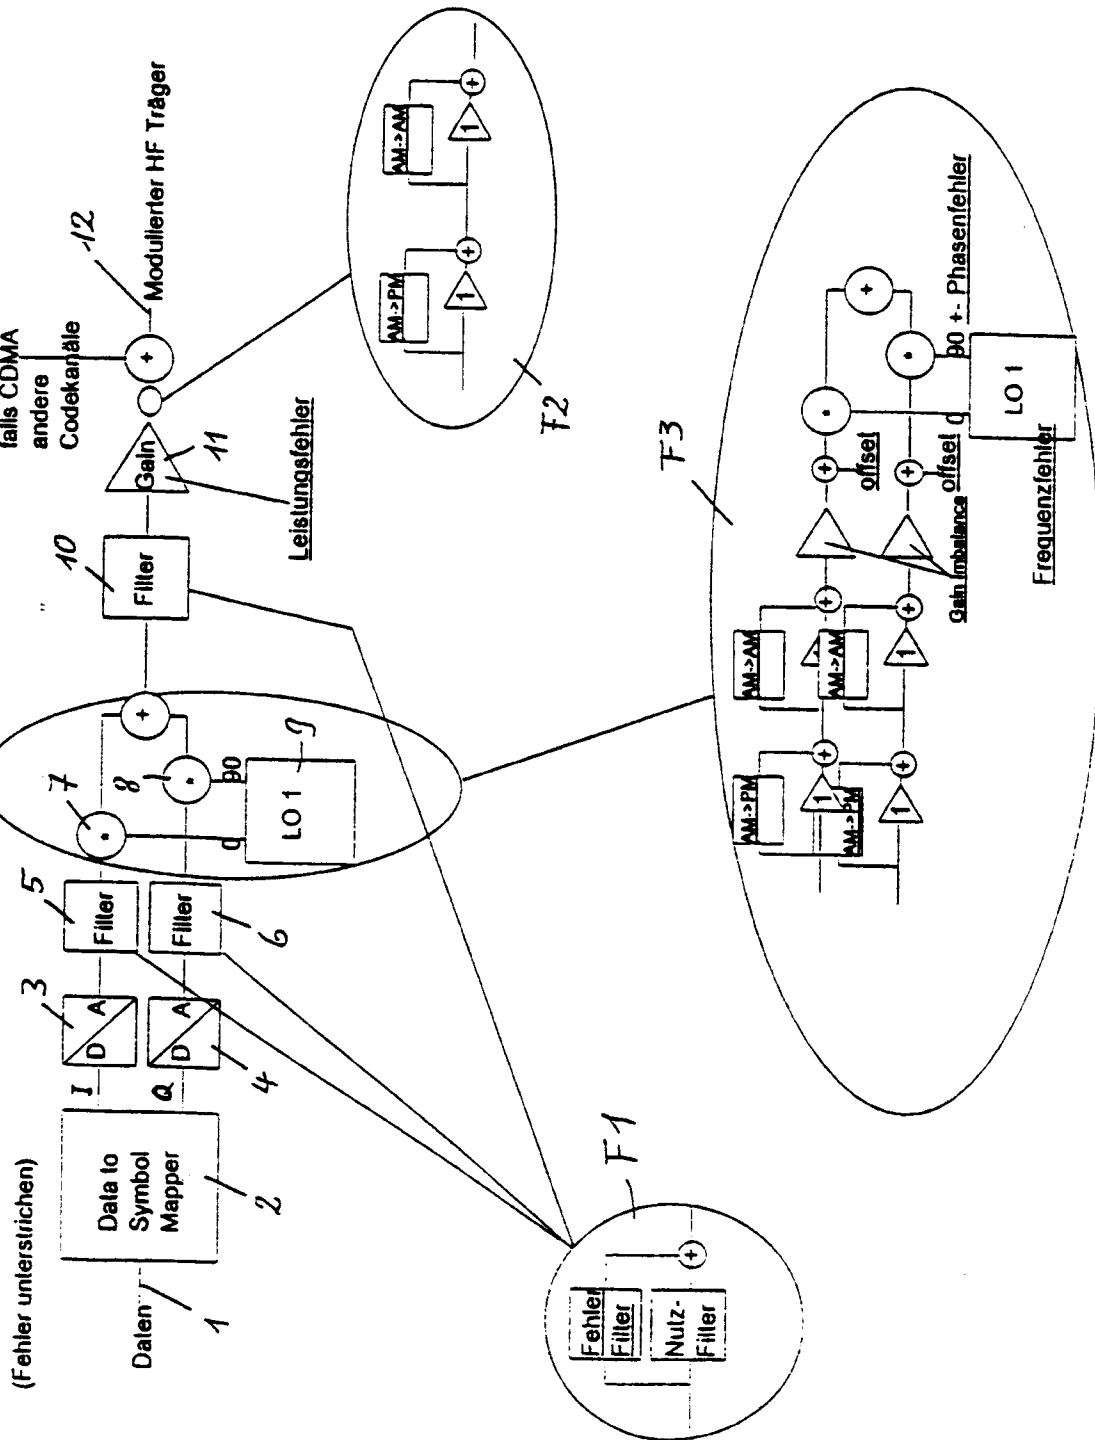 (Fehler unterstrichen)
Daten
1
Data to
Symbol
Mapper
2
I
Q
3
D A
D A
4
5
Filter
Filter
6
7
*
8
*
0
90
LO 1
9
+
10
Filter
Gain
11
Leistungsfehler
falls CDMA
andere
Codekanäle
+
12
Modulierter HF Träger
F1
Fehler
Filter
Nutz-
Filter
+
F2
AM->PM
1
+
AM->AM
1
+
F3
AM->PM
1
+
AM->AM
+
AM->PM
1
+
AM->AM
1
+
Gain Imbalance
+
offset
+
offset
*
*
+
0
90 +- Phasenfehler
LO 1
Frequenzfehler